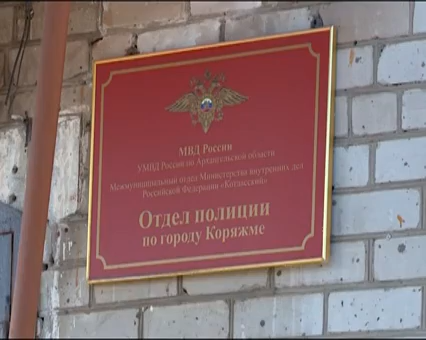 МВД России
УМВД России по Архангельской области
Межмуниципальный отдел Министерства внутренних дел
Российской Федерации «Котласский»
Отдел полиции
по городу Коряжме